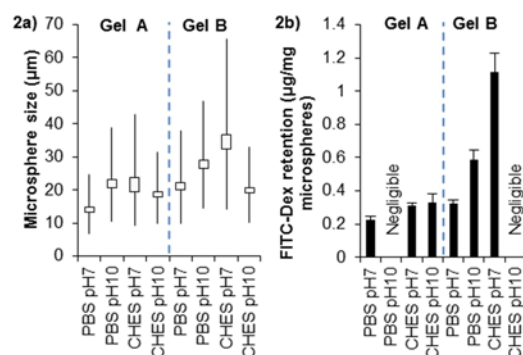 2a)
Gel A
Gel B
Microsphere size (µm)
70
60
50
40
30
20
10
0
PBS pH7
PBS pH10
CHES pH7
CHES pH10
PBS pH7
PBS pH10
CHES pH7
CHES pH10
2b)
Gel A
Gel B
FITC-Dex retention (µg/mg
microspheres)
1.4
1.2
1
0.8
0.6
0.4
0.2
0
Negligible
Negligible
PBS pH7
PBS pH10
CHES pH7
CHES pH10
PBS pH7
PBS pH10
CHES pH7
CHES pH10